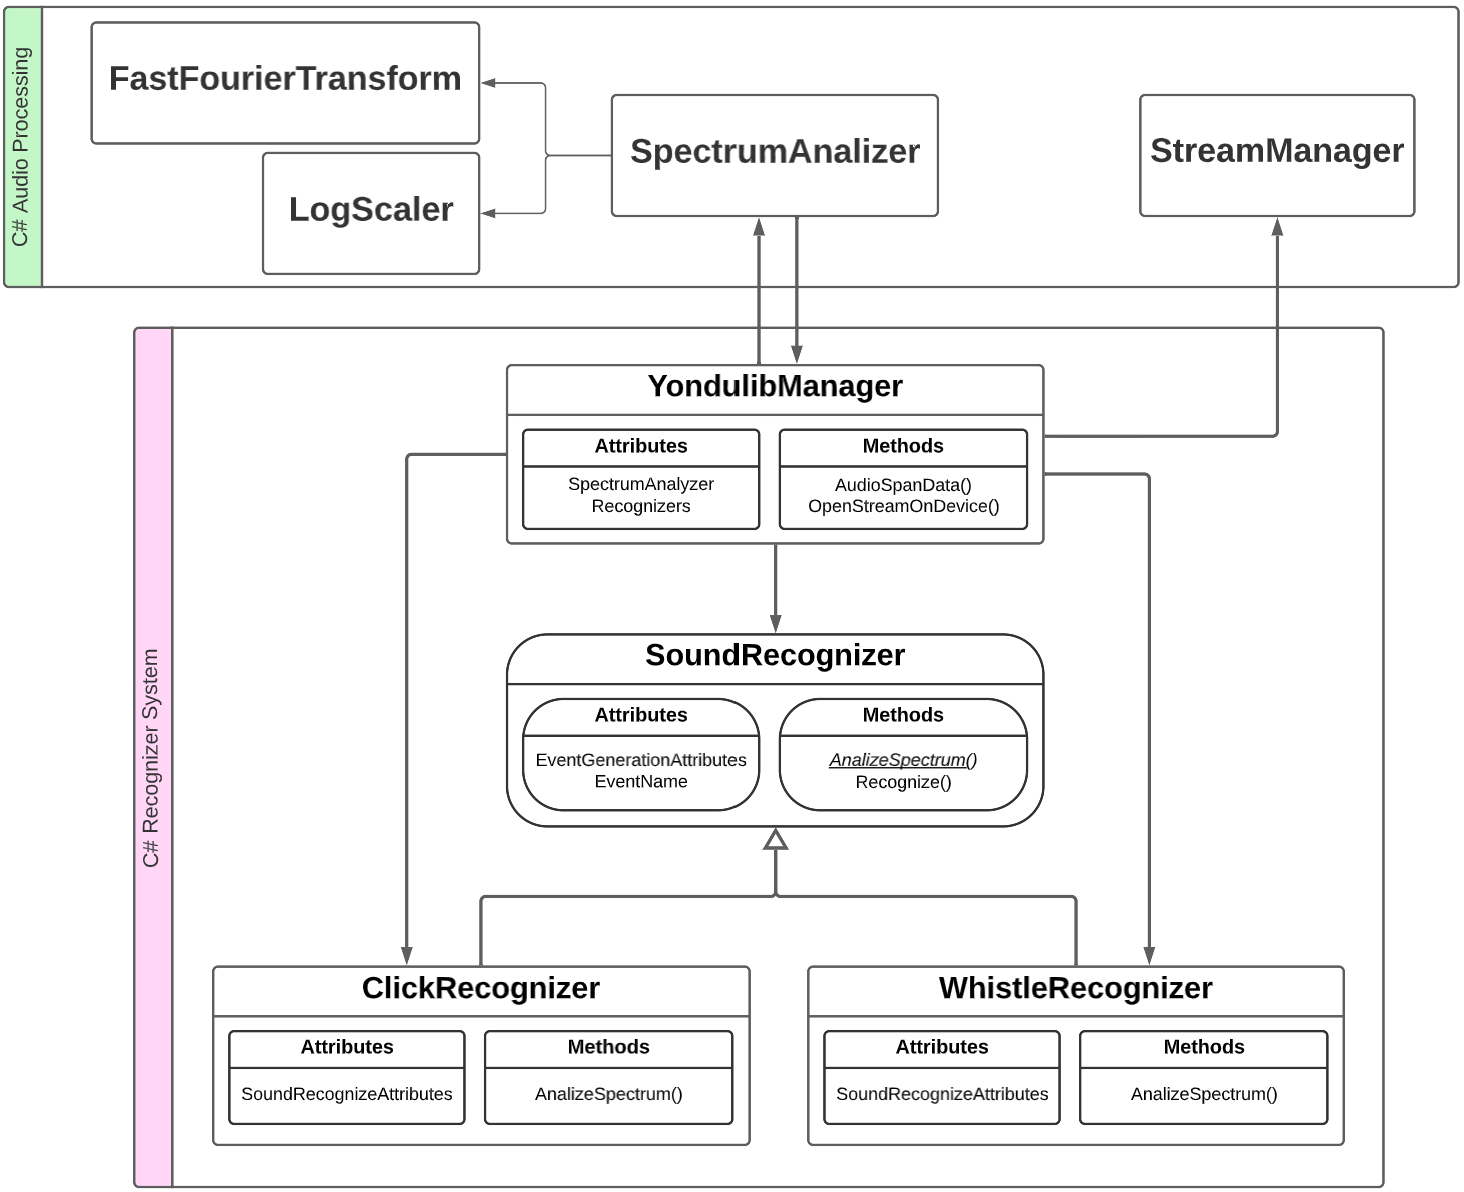 C# Audio Processing
FastFourierTransform
LogScaler
SpectrumAnalizer
StreamManager
C# Recognizer System
YondulibManager
Attributes
SpectrumAnalyzer
Recognizers
Methods
AudioSpanData()
OpenStreamOnDevice()
SoundRecognizer
Attributes
EventGenerationAttributes
EventName
Methods
AnalizeSpectrum()
Recognize()
ClickRecognizer
Attributes
SoundRecognizeAttributes
Methods
AnalizeSpectrum()
WhistleRecognizer
Attributes
SoundRecognizeAttributes
Methods
AnalizeSpectrum()